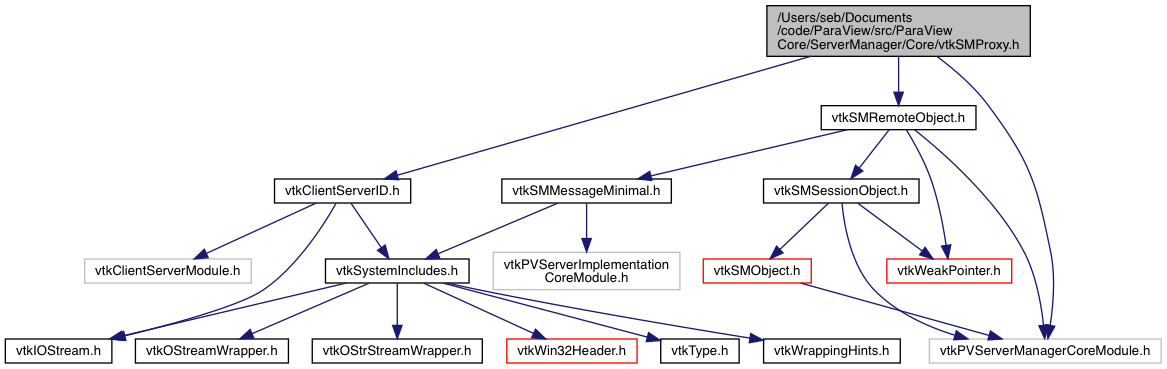 /Users/seb/Documents
/code/ParaView/src/ParaView
Core/ServerManager/Core/vtkSMProxy.h
vtkSMRemoteObject.h
vtkClientServerID.h
vtkSMMessageMinimal.h
vtkSMSessionObject.h
vtkClientServerModule.h
vtkSystemIncludes.h
vtkPVServerImplementation
CoreModule.h
vtkSMObject.h
vtkWeakPointer.h
vtkIOStream.h
vtkOStreamWrapper.h
vtkOStrStreamWrapper.h
vtkWin32Header.h
vtkType.h
vtkWrappingHints.h
vtkPVServerManagerCoreModule.h